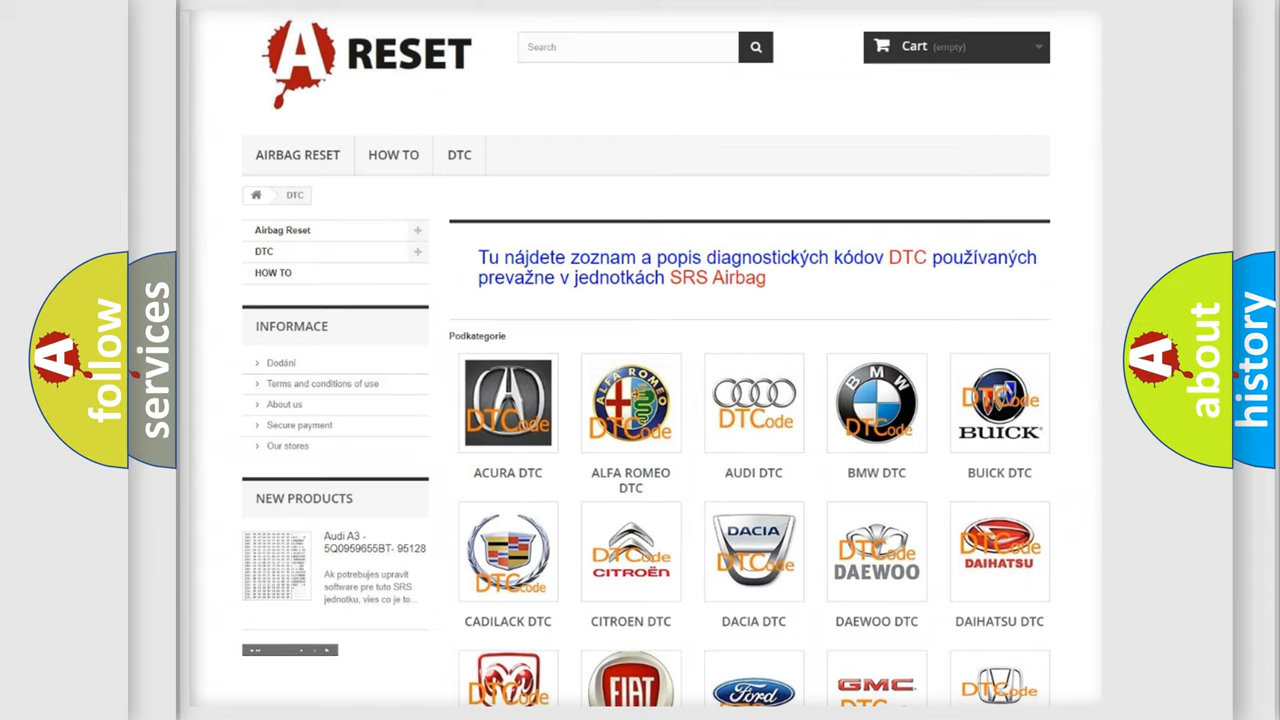 A RESET
Search
Cart (empty)
AIRBAG RESET
HOW TO
DTC
DTC
Airbag Reset
DTC
HOW TO
Tu nájdete zoznam a popis diagnostických kódov DTC používaných
prevažne v jednotkách SRS Airbag
INFORMACE
Dodání
Terms and conditions of use
About us
Secure payment
Our stores
NEW PRODUCTS
Audi A3 -
5Q0959655BT- 95128
Ak potrebujes upravit
software pre tuto SRS
jednotku, vies co je to...
Podkategorie
DTCode
ALFA ROMEO
DTCode
DTCode
BMW
DTCode
DTCode
BUICK
ACURA DTC
ALFA ROMEO
DTC
AUDI DTC
BMW DTC
BUICK DTC
DTCode
DTCode
CITROËN
DACIA
DTCode
DTCode
DAEWOO
DTCode
DAIHATSU
CADILACK DTC
CITROEN DTC
DACIA DTC
DAEWOO DTC
DAIHATSU DTC
DTCode
FIAT
Ford
GMC
DTCode
A follow
services
A about
history